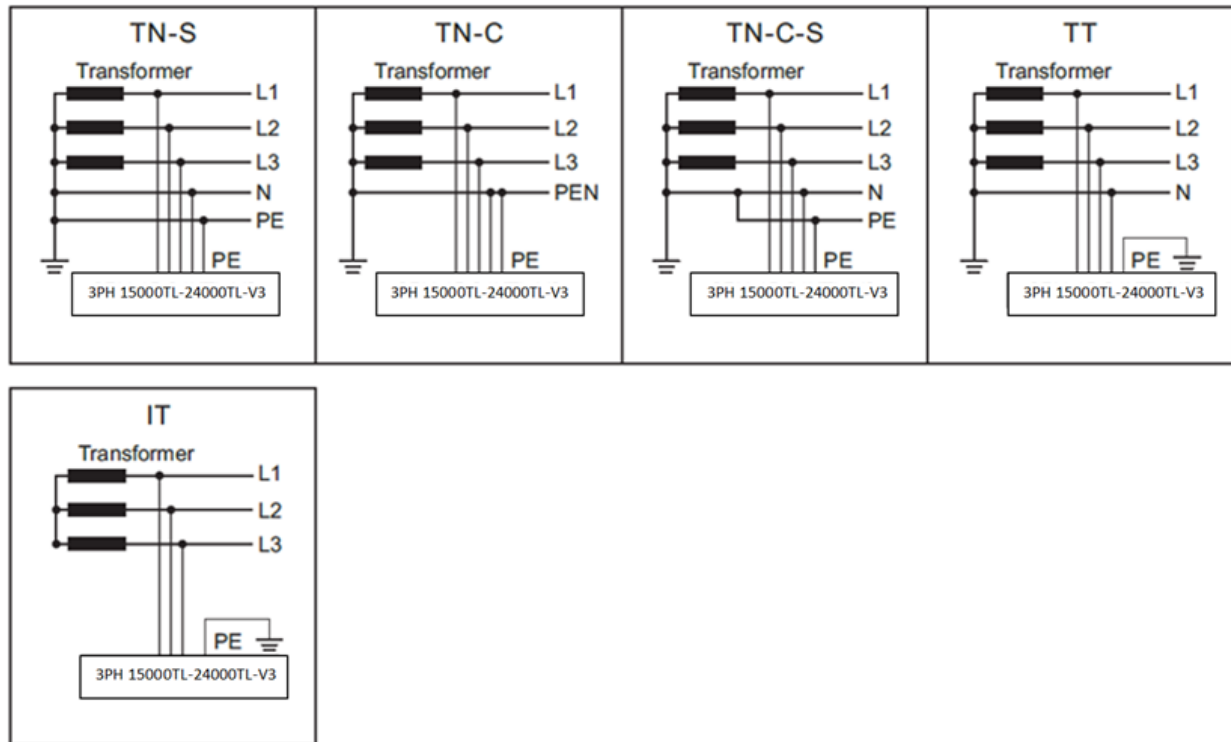 TN-S
Transformer
L1
L2
L3
N
PE
PE
3PH 15000TL-24000TL-V3
TN-C
Transformer
L1
L2
L3
PEN
PE
3PH 15000TL-24000TL-V3
TN-C-S
Transformer
L1
L2
L3
N
PE
PE
3PH 15000TL-24000TL-V3
TT
Transformer
L1
L2
L3
N
PE
3PH 15000TL-24000TL-V3
IT
Transformer
L1
L2
L3
PE
3PH 15000TL-24000TL-V3